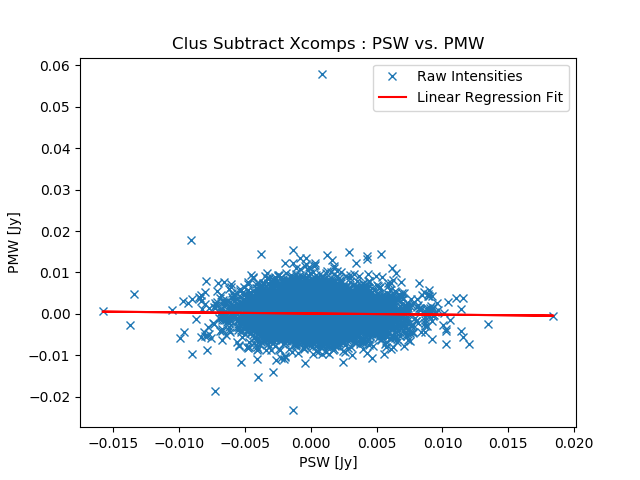 Clus Subtract Xcomps : PSW vs. PMW
Raw Intensities
Linear Regression Fit
0.06
0.05
0.04
0.03
0.02
0.01
0.00
−0.01
−0.02
PMW [Jy]
−0.015 −0.010 −0.005 0.000 0.005 0.010 0.015 0.020
PSW [Jy]